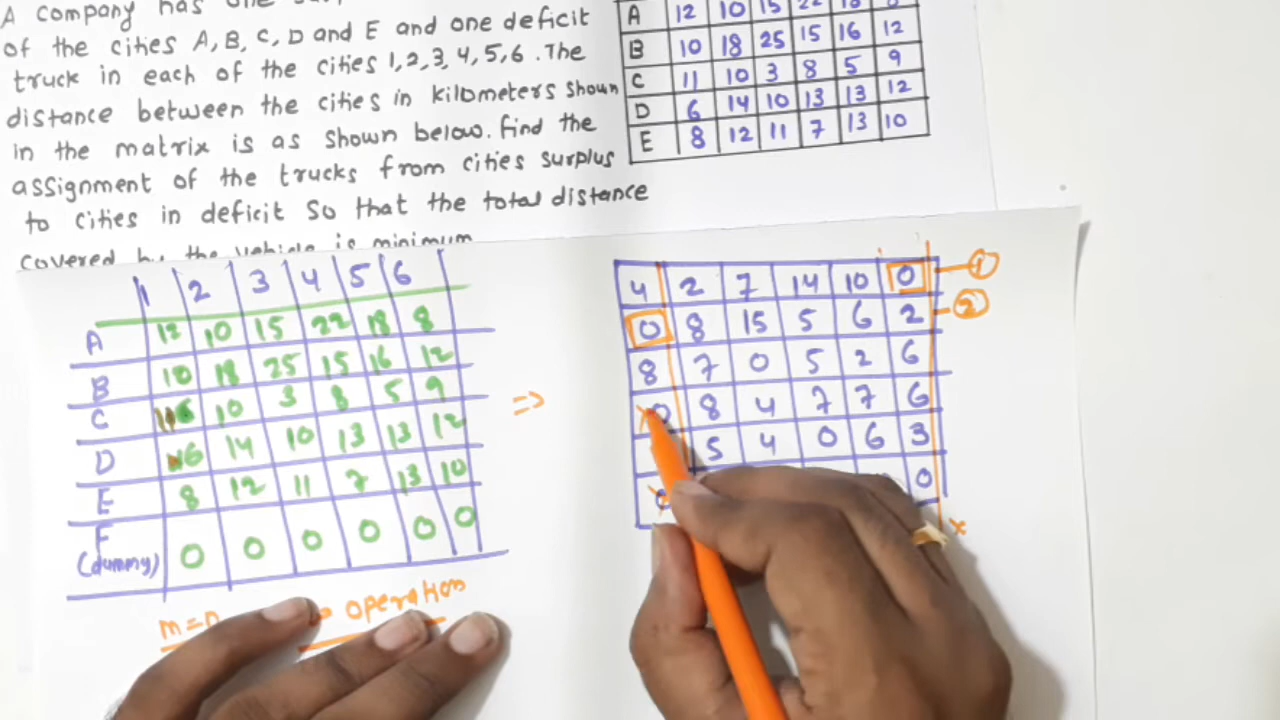 A company has one
of the cities A, B, C, D and E and one deficit
truck in each of the cities 1, 2, 3, 4, 5, 6. The
distance between the cities in kilometers shown
in the matrix is as shown below. Find the
assignment of the trucks from cities surplus
to cities in deficit so that the total distance
covered by the vehicle is minimum
A 12 10 15 22 18 8
B 10 18 25 15 16 12
C 11 10 3 8 5 9
D 6 14 10 13 13 12
E 8 12 11 7 13 10
1 2 3 4 5 6
A 12 10 15 22 18 8
B 10 18 25 15 16 12
C 10 3 8 5 9
D 6 14 10 13 13 12
E 8 12 11 7 13 10
F (dummy) 0 0 0 0 0 0
m=n
operation
=>
4 2 7 14 10 0 1
0 8 15 5 6 2 2
8 7 0 5 2 6
0 8 4 7 7 6
5 4 0 6 3
0 0
x